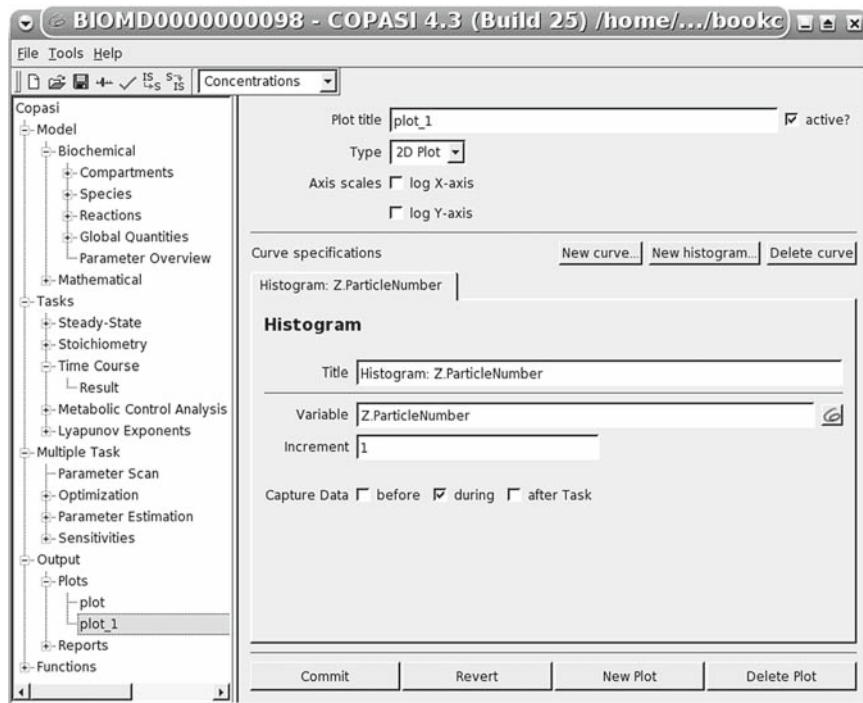 BIOMD0000000098 - COPASI 4.3 (Build 25) /home/.../bookc
File Tools Help
IS S S IS Concentrations
Copasi
Model
Biochemical
Compartments
Species
Reactions
Global Quantities
Parameter Overview
Mathematical
Tasks
Steady-State
Stoichiometry
Time Course
Result
Metabolic Control Analysis
Lyapunov Exponents
Multiple Task
Parameter Scan
Optimization
Parameter Estimation
Sensitivities
Output
Plots
plot
plot_1
Reports
Functions
Plot title plot_1 active?
Type 2D Plot
Axis scales log X-axis
log Y-axis
Curve specifications New curve... New histogram... Delete curve
Histogram: Z.ParticleNumber
Histogram
Title Histogram: Z.ParticleNumber
Variable Z.ParticleNumber
Increment 1
Capture Data before during after Task
Commit Revert New Plot Delete Plot